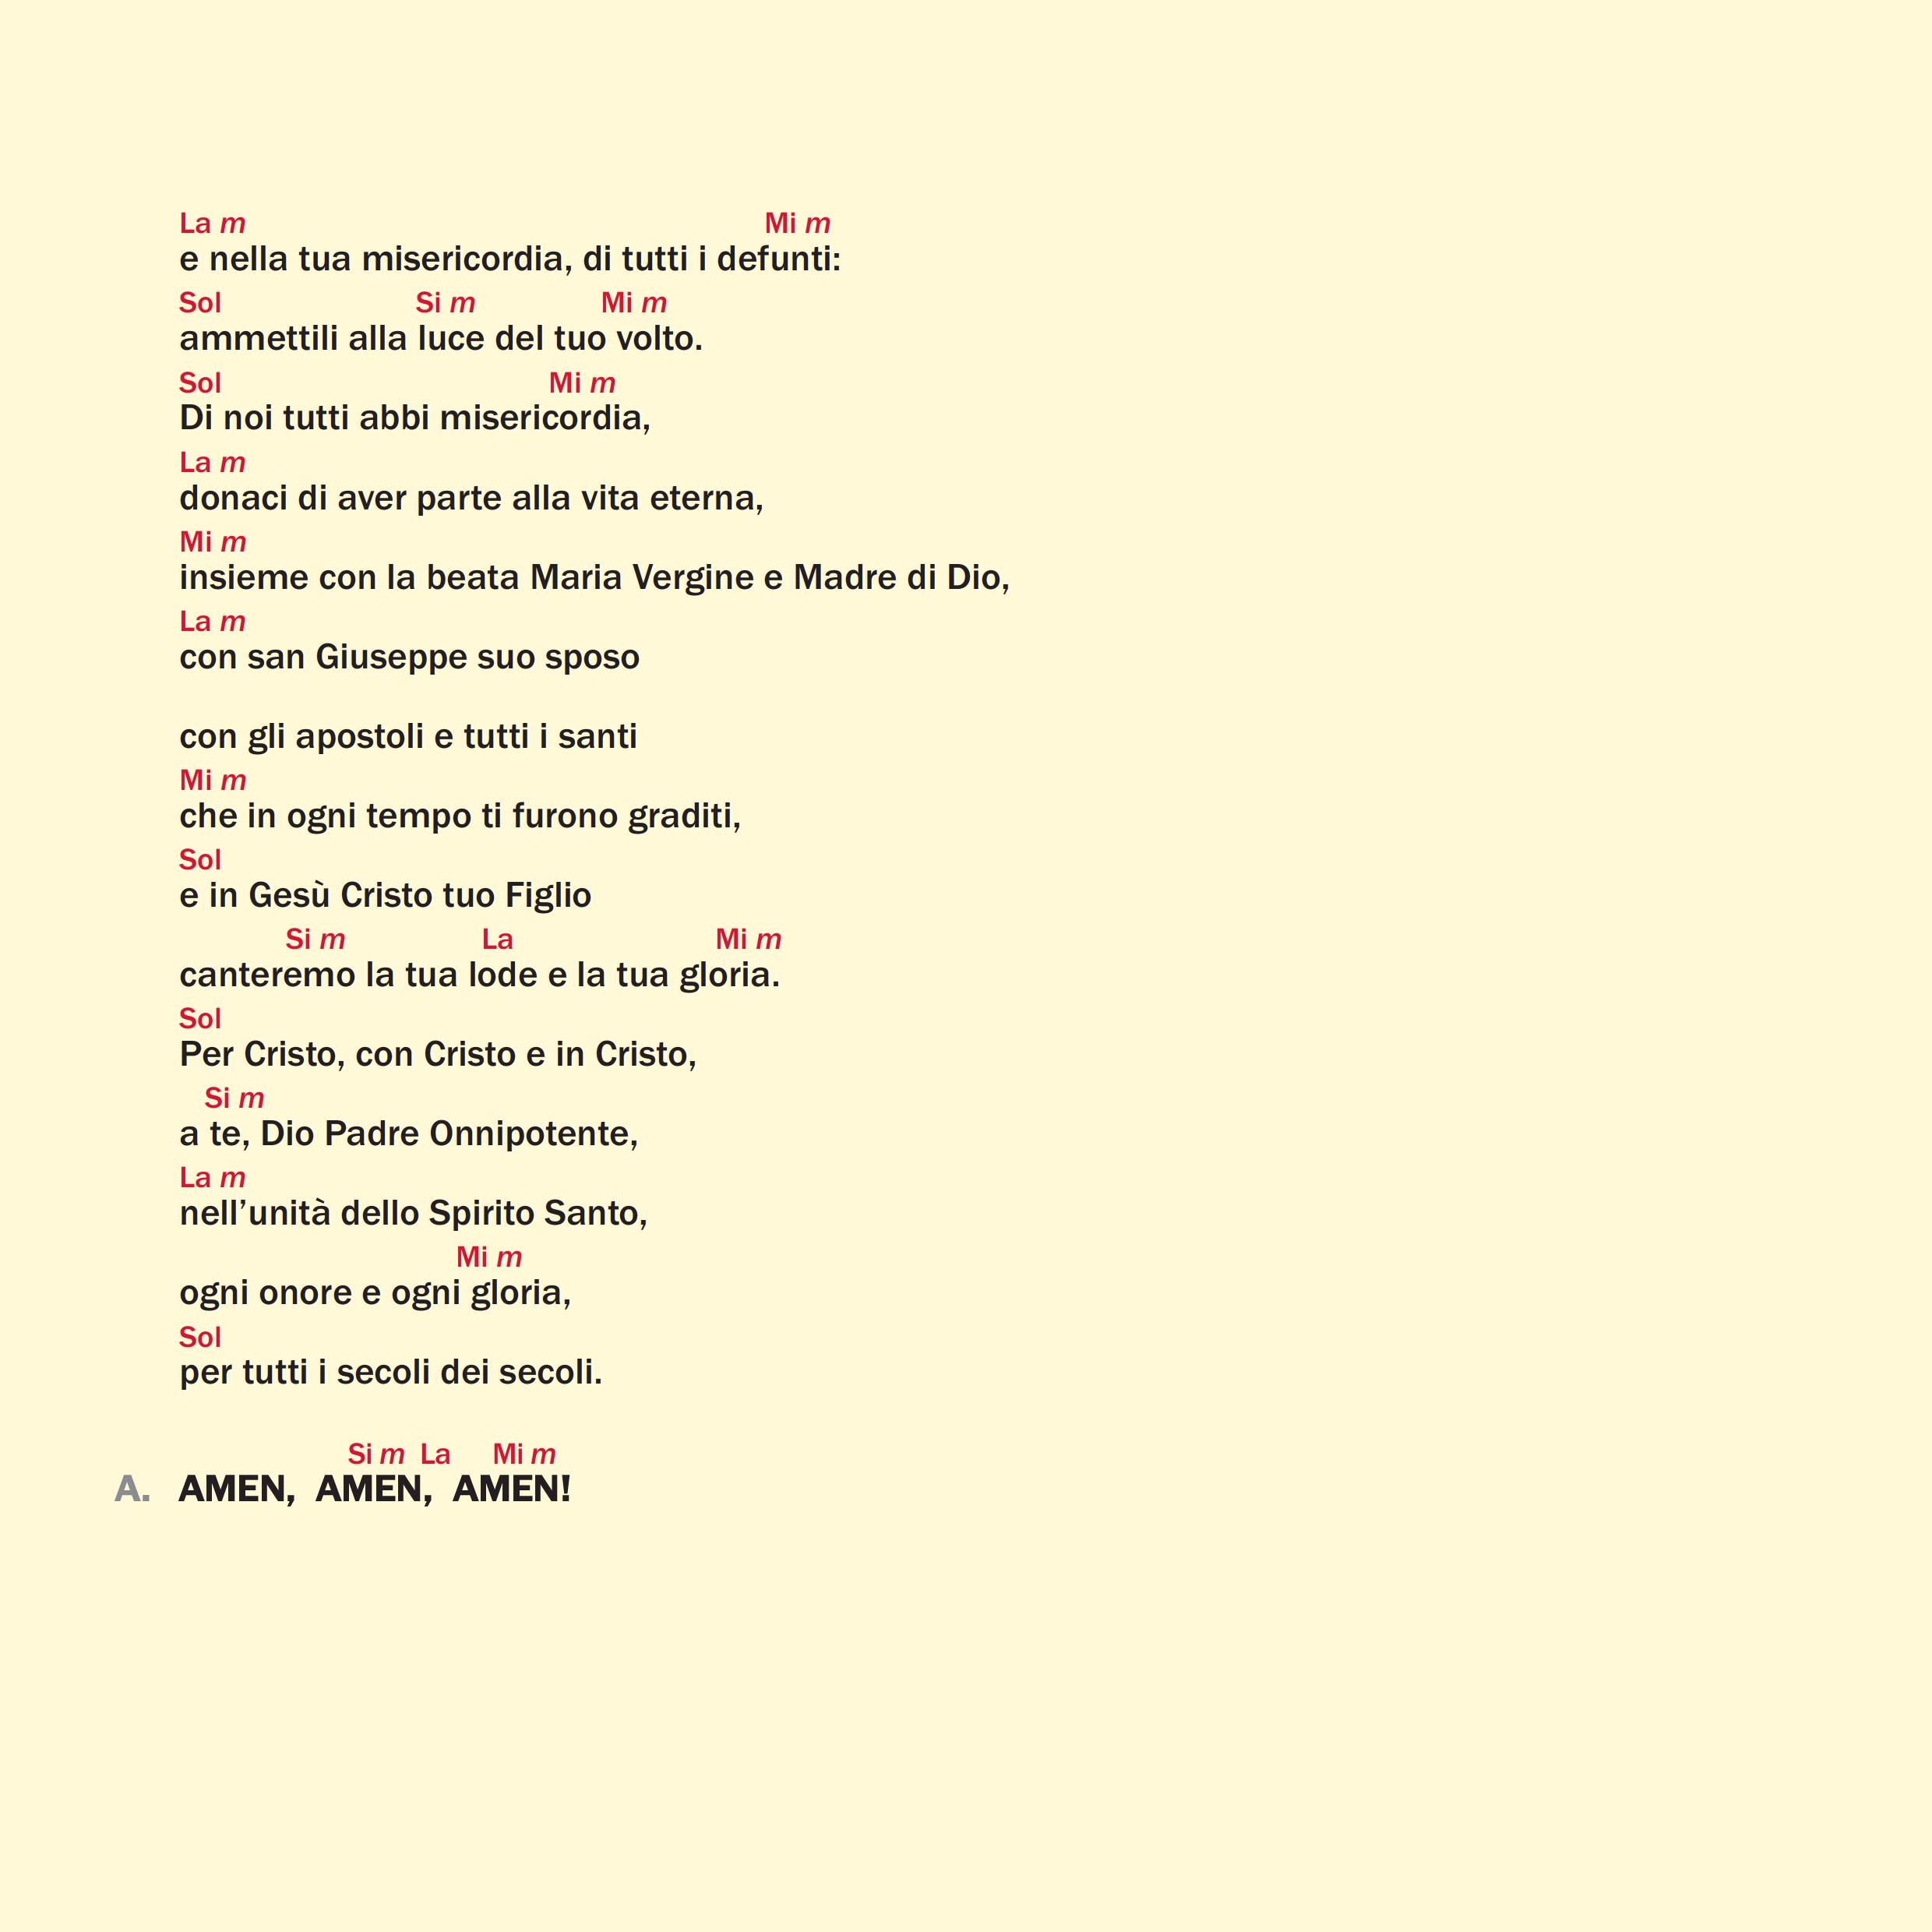 La m Mi m
e nella tua misericordia, di tutti i defunti:
Sol Si m Mi m
ammettili alla luce del tuo volto.
Sol Mi m
Di noi tutti abbi misericordia,
La m
donaci di aver parte alla vita eterna,
Mi m
insieme con la beata Maria Vergine e Madre di Dio,
La m
con san Giuseppe suo sposo
con gli apostoli e tutti i santi
Mi m
che in ogni tempo ti furono graditi,
Sol
e in Gesù Cristo tuo Figlio
Si m La Mi m
canteremo la tua lode e la tua gloria.
Sol
Per Cristo, con Cristo e in Cristo,
Si m
a te, Dio Padre Onnipotente,
La m
nell’unità dello Spirito Santo,
Mi m
ogni onore e ogni gloria,
Sol
per tutti i secoli dei secoli.
Si m La Mi m
A. AMEN, AMEN, AMEN!